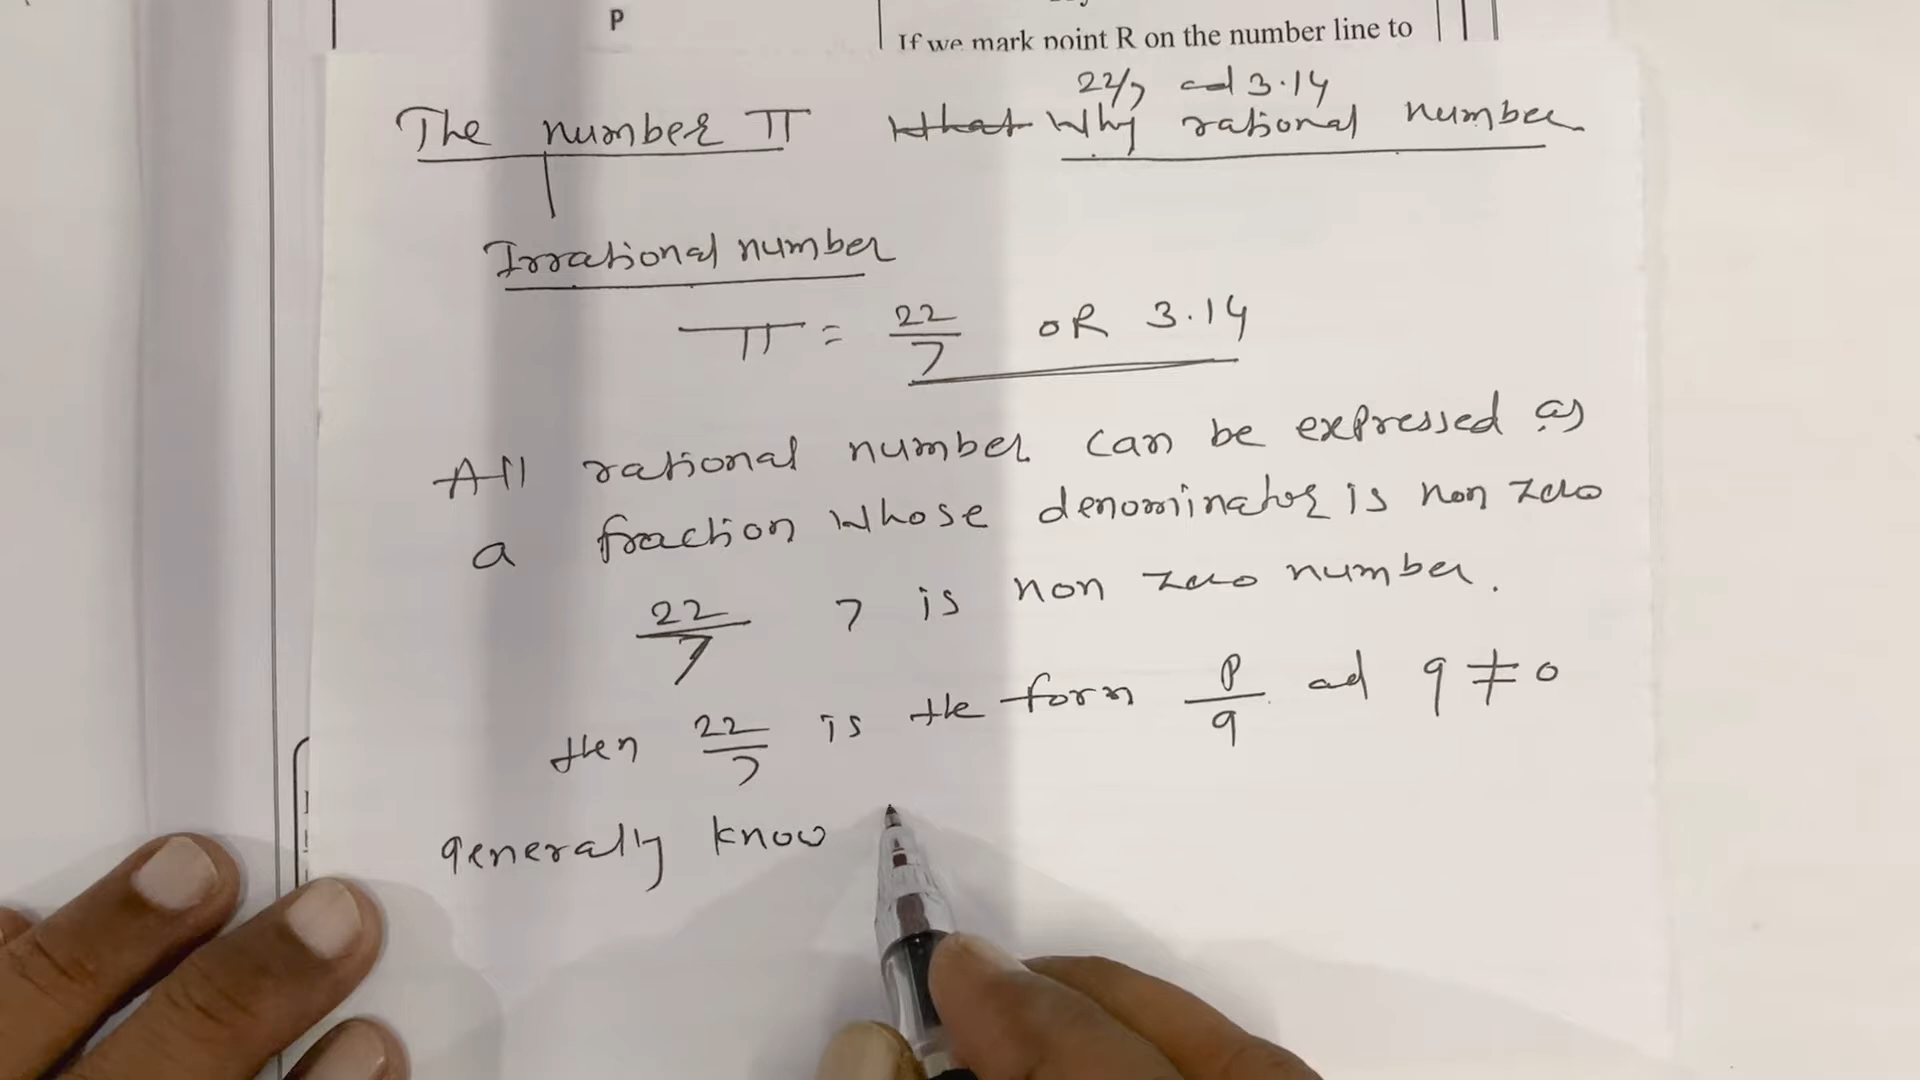 P
If we mark point R on the number line to
22/7 and 3.14
The number π What Why rational number
Irrational number
π = 22/7 OR 3.14
All rational number can be expressed as
a fraction whose denominator is non zero
22/7 7 is non zero number.
then 22/7 is the form p/q ad q ≠ 0
generally know